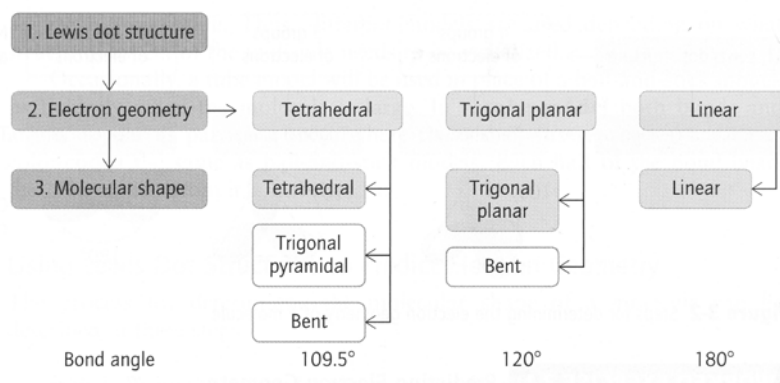 1. Lewis dot structure
2. Electron geometry
Tetrahedral
Trigonal planar
Linear
3. Molecular shape
Tetrahedral
Trigonal
planar
Linear
Trigonal
pyramidal
Bent
Bent
Bond angle
109.5°
120°
180°